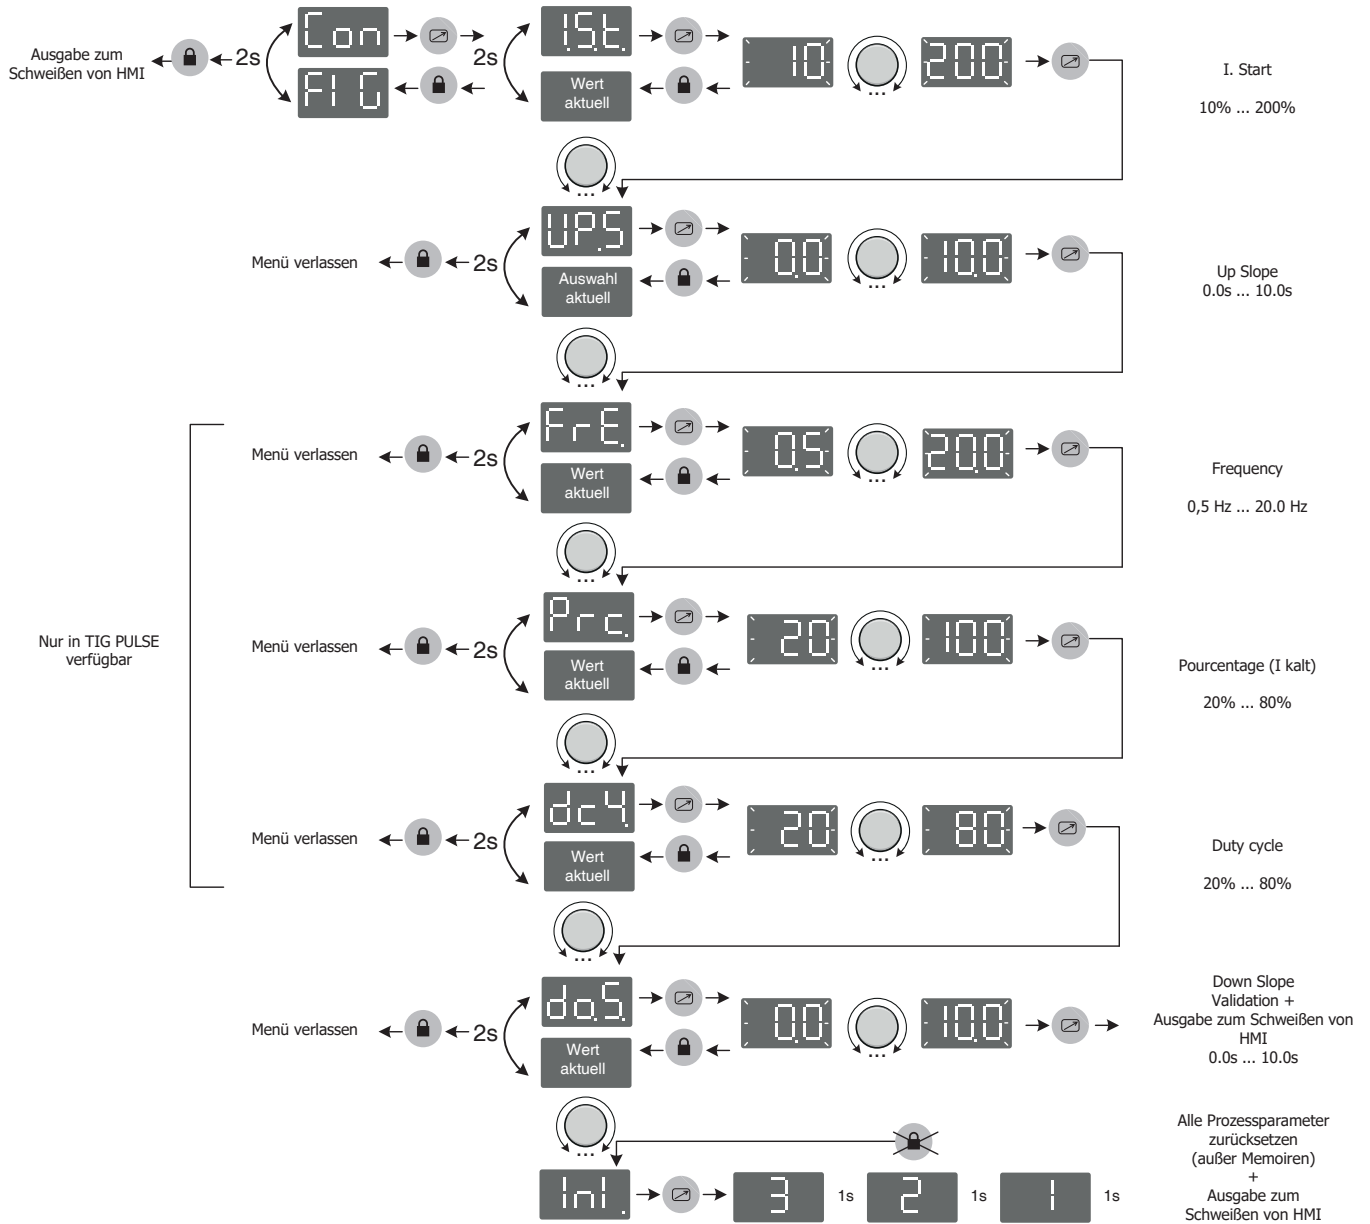 Ausgabe zum
Schweißen von HMI
2s
Con
FIG
2s
I.S.t.
Wert
aktuell
10
...
200
I. Start
10% ... 200%
...
Menü verlassen
2s
UP.S
Auswahl
aktuell
0.0
...
10.0
Up Slope
0.0s ... 10.0s
...
Nur in TIG PULSE
verfügbar
Menü verlassen
2s
FrE.
Wert
aktuell
0.5
...
20.0
Frequency
0,5 Hz ... 20.0 Hz
...
Menü verlassen
2s
Prc.
Wert
aktuell
20
...
100
Pourcentage (I kalt)
20% ... 80%
...
Menü verlassen
2s
dcY.
Wert
aktuell
20
...
80
Duty cycle
20% ... 80%
...
Menü verlassen
2s
do.S.
Wert
aktuell
0.0
...
10.0
Down Slope
Validation +
Ausgabe zum Schweißen von
HMI
0.0s ... 10.0s
...
InI.
3
1s
2
1s
1
1s
Alle Prozessparameter
zurücksetzen
(außer Memoiren)
+
Ausgabe zum
Schweißen von HMI